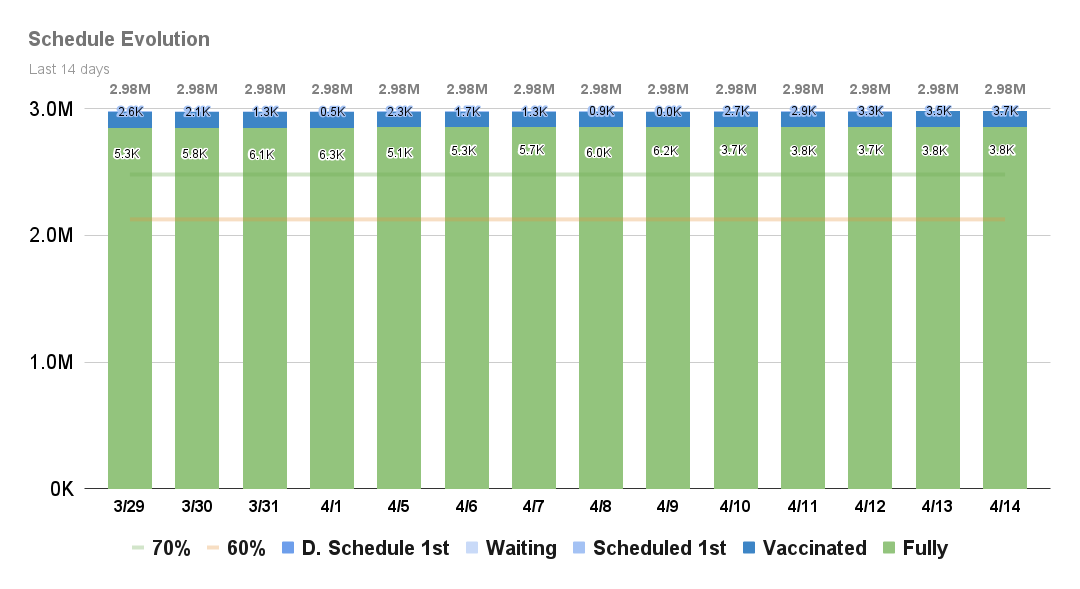 Schedule Evolution
Last 14 days
2.98M 2.98M 2.98M 2.98M 2.98M 2.98M 2.98M 2.98M 2.98M 2.98M 2.98M 2.98M 2.98M 2.98M
3.0M
2.6K 2.1K 1.3K 0.5K 2.3K 1.7K 1.3K 0.9K 0.0K 2.7K 2.9K 3.3K 3.5K 3.7K
5.3K 5.8K 6.1K 6.3K 5.1K 5.3K 5.7K 6.0K 6.2K 3.7K 3.8K 3.7K 3.8K 3.8K
2.0M
1.0M
0K
3/29 3/30 3/31 4/1 4/5 4/6 4/7 4/8 4/9 4/10 4/11 4/12 4/13 4/14
70% 60% D. Schedule 1st Waiting Scheduled 1st Vaccinated Fully